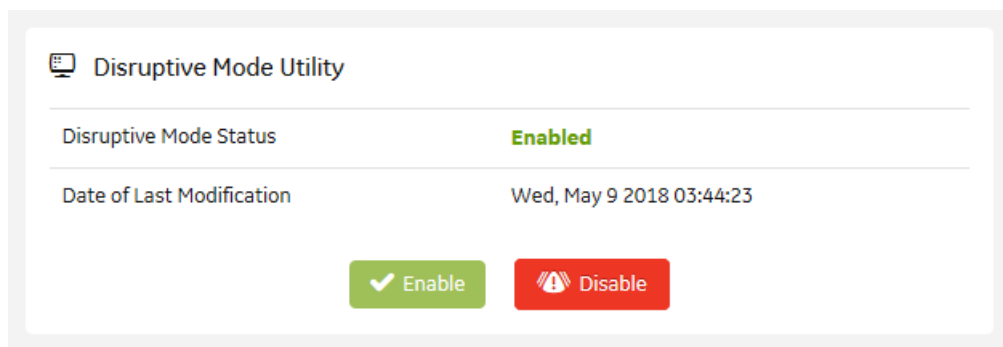 Disruptive Mode Utility
Disruptive Mode Status Enabled
Date of Last Modification Wed, May 9 2018 03:44:23
Enable Disable